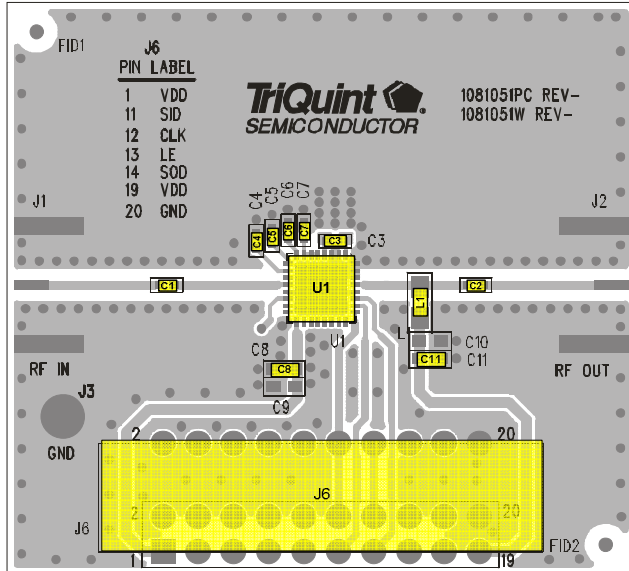 FID1
J6
PIN LABEL
1 VDD
11 SID
12 CLK
13 LE
14 SOD
19 VDD
20 GND
TriQuint
SEMICONDUCTOR
1081051PC REV-
1081051W REV-
J1
J2
C4
C5
C6
C7
C4
C5
C6
C7
C3
C3
C1
U1
L1
C2
U1
L
C10
C8
C11
C11
RF IN
C8
RF OUT
J3
C9
GND
2
20
J6
2
20
J6
FID2
1
19